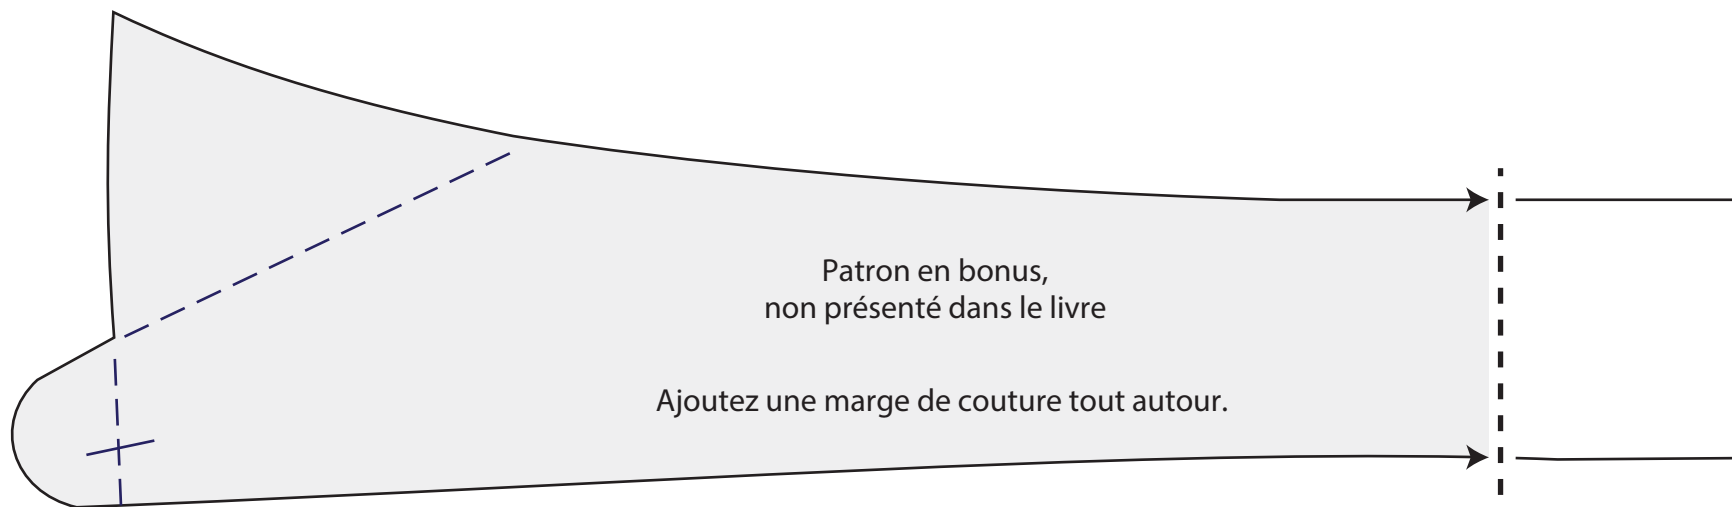 Patron en bonus,
non présenté dans le livre
Ajoutez une marge de couture tout autour.